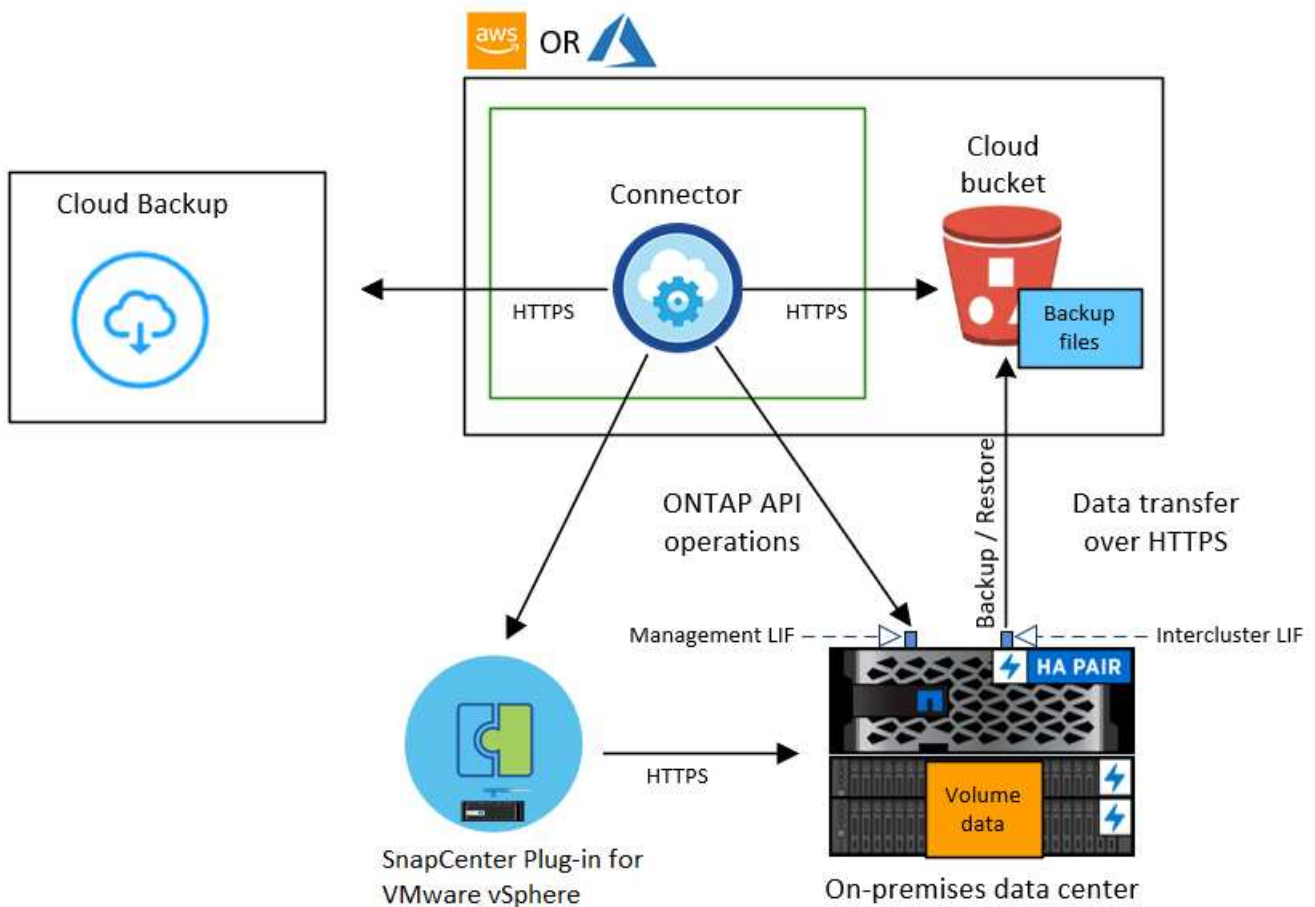 aws
OR
Cloud Backup
Connector
Cloud
bucket
HTTPS
HTTPS
Backup
files
ONTAP API
operations
Backup / Restore
Data transfer
over HTTPS
Management LIF
Intercluster LIF
HA PAIR
HTTPS
Volume
data
SnapCenter Plug-in for
VMware vSphere
On-premises data center